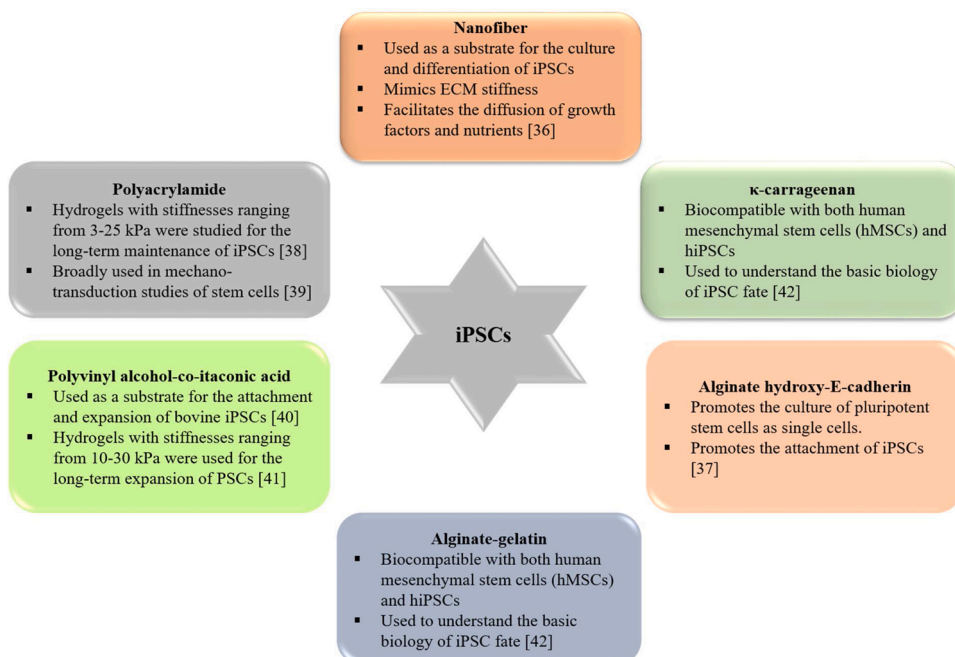 Nanofiber
▪ Used as a substrate for the culture
and differentiation of iPSCs
▪ Mimics ECM stiffness
▪ Facilitates the diffusion of growth
factors and nutrients [36]
Polyacrylamide
▪ Hydrogels with stiffnesses ranging
from 3-25 kPa were studied for the
long-term maintenance of iPSCs [38]
▪ Broadly used in mechano-
transduction studies of stem cells [39]
κ-carrageenan
▪ Biocompatible with both human
mesenchymal stem cells (hMSCs) and
hiPSCs
▪ Used to understand the basic biology
of iPSC fate [42]
iPSCs
Polyvinyl alcohol-co-itaconic acid
▪ Used as a substrate for the attachment
and expansion of bovine iPSCs [40]
▪ Hydrogels with stiffnesses ranging
from 10-30 kPa were used for the
long-term expansion of PSCs [41]
Alginate hydroxy-E-cadherin
▪ Promotes the culture of pluripotent
stem cells as single cells.
▪ Promotes the attachment of iPSCs
[37]
Alginate-gelatin
▪ Biocompatible with both human
mesenchymal stem cells (hMSCs)
and hiPSCs
▪ Used to understand the basic
biology of iPSC fate [42]